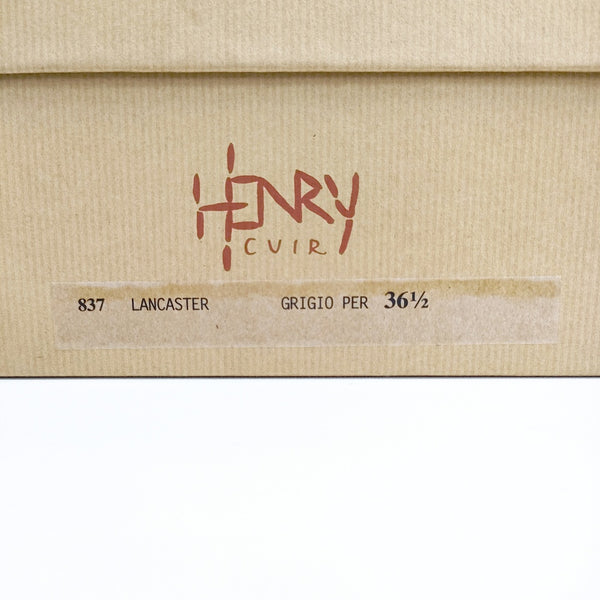 HENRY
CUIR
837 LANCASTER GRIGIO PER 36½